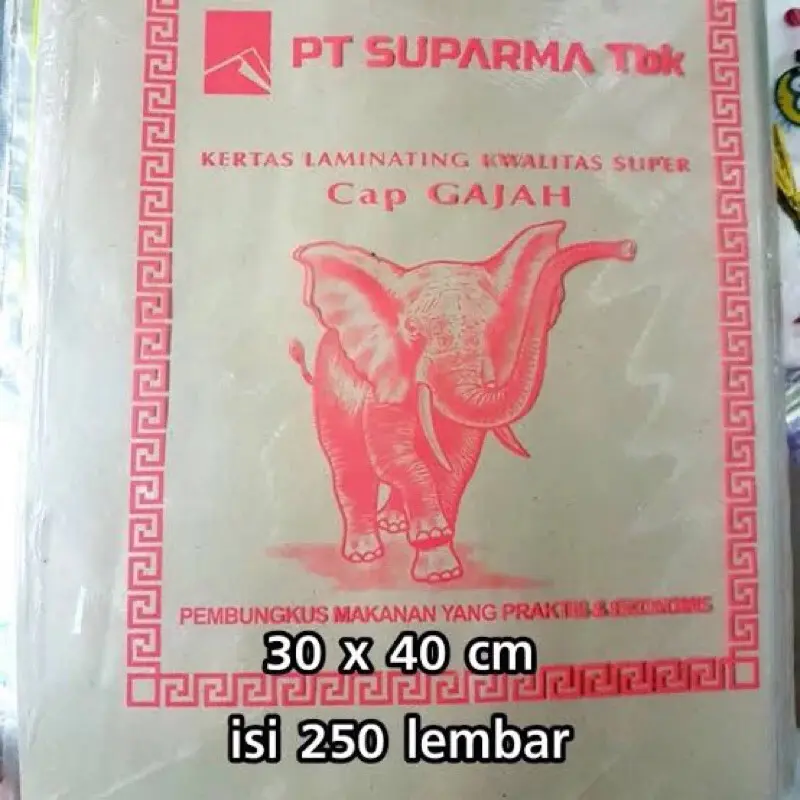 PT SUPARMA Tbk
KERTAS LAMINATING KWALITAS SUPER
Cap GAJAH
PEMBUNGKUS MAKANAN YANG PRAKTIS & EKONOMIS
30 x 40 cm
isi 250 lembar